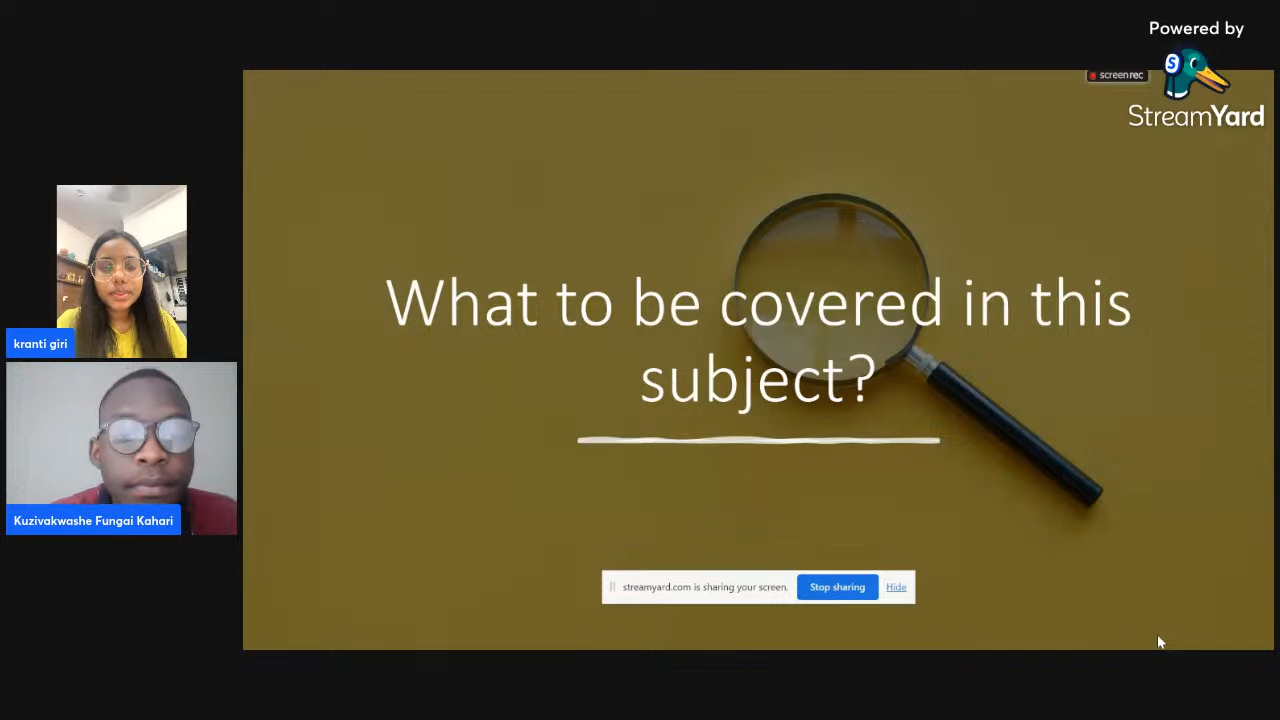 Powered by
screenrec
S
StreamYard
What to be covered in this
subject?
kranti giri
Kuzivakwashe Fungai Kahari
streamyard.com is sharing your screen. Stop sharing Hide